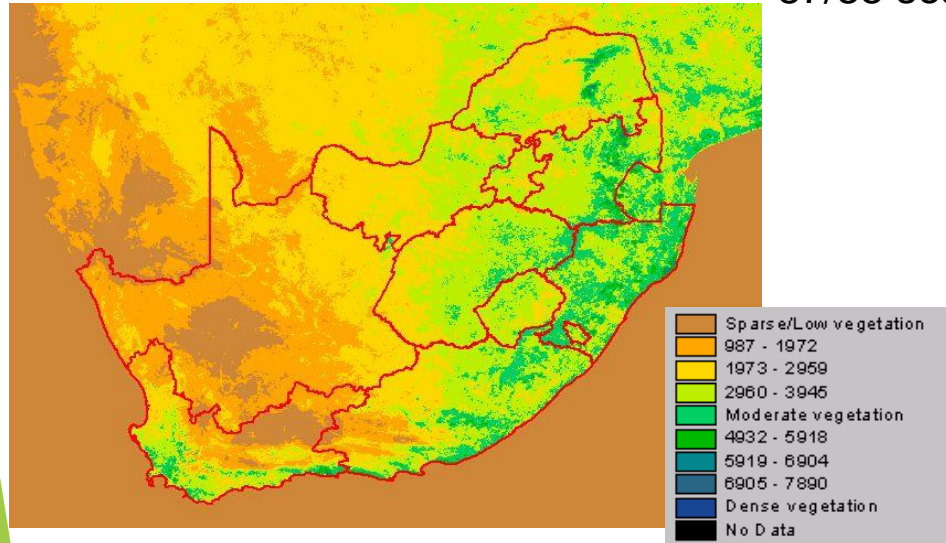 Sparse/Low vegetation
987 - 1972
1973 - 2959
2960 - 3945
Moderate vegetation
4932 - 5918
5919 - 6904
6905 - 7890
Dense vegetation
No Data